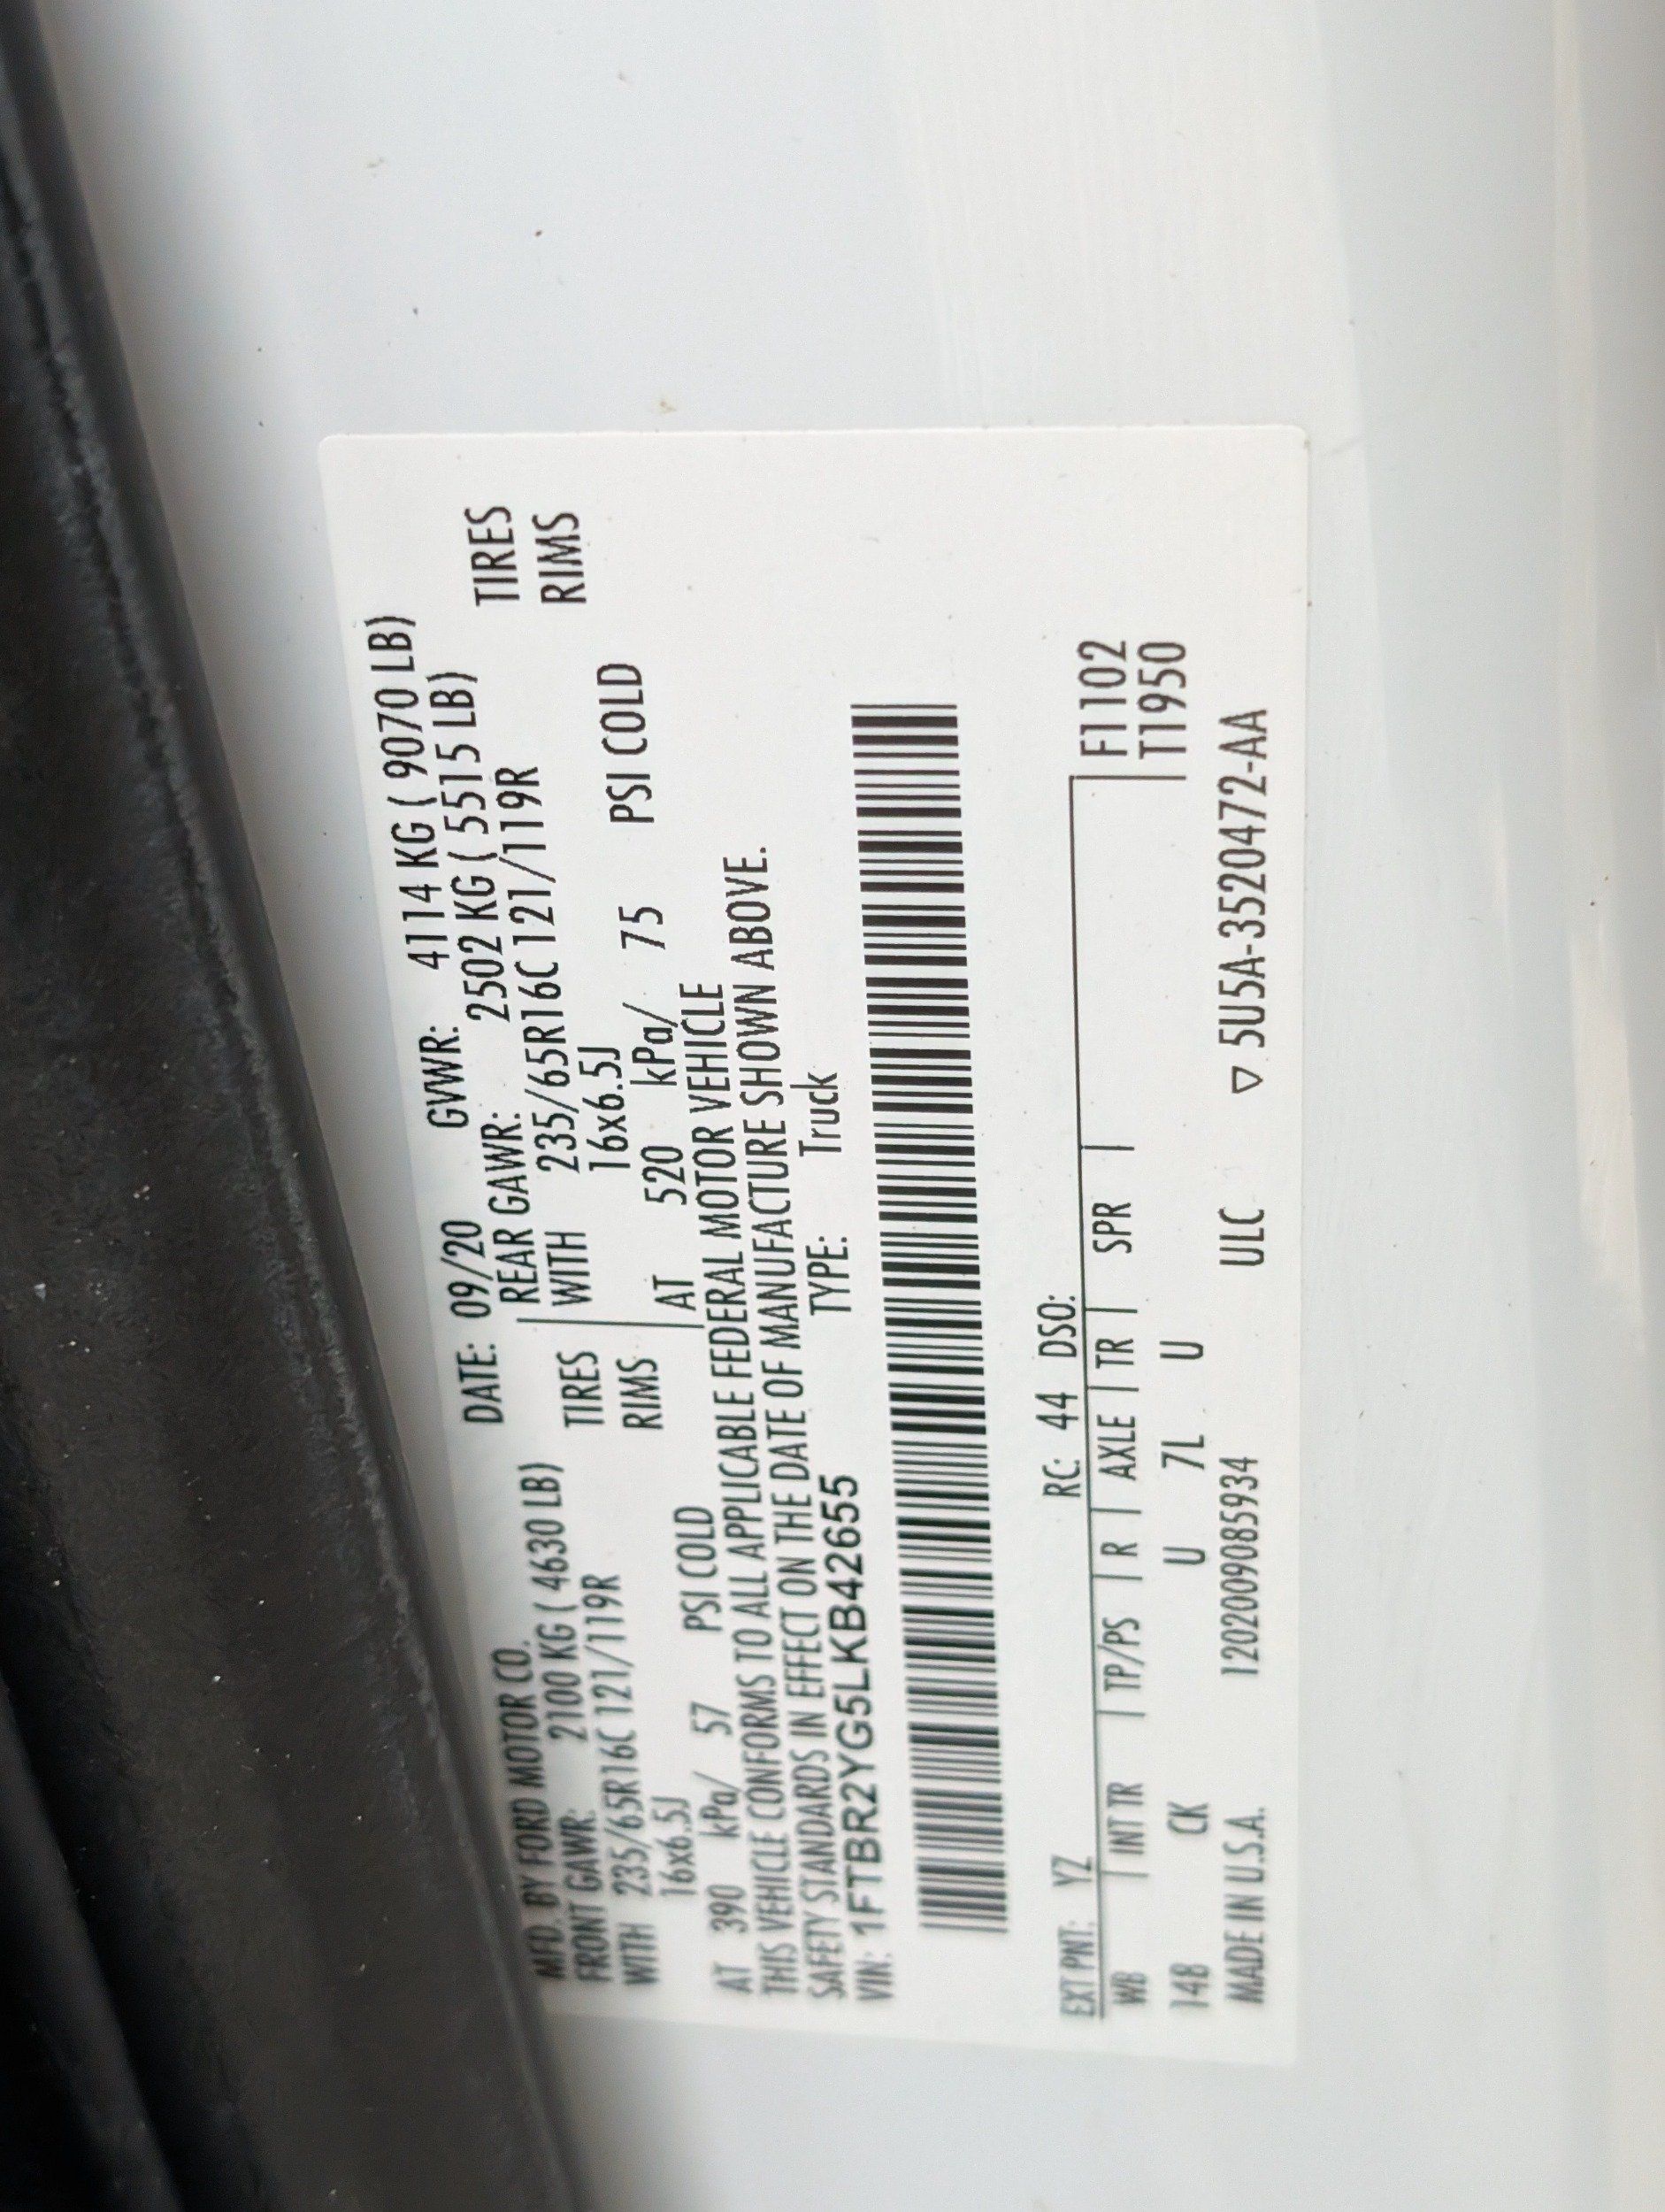 MFD. BY FORD MOTOR CO. DATE: 09/20 GVWR: 4114 KG ( 9070 LB)
FRONT GAWR: 2100 KG ( 4630 LB) REAR GAWR: 2502 KG ( 5515 LB)
WITH 235/65R16C 121/119R TIRES WITH 235/65R16C 121/119R TIRES
16x6.5J RIMS 16x6.5J RIMS
AT 390 kPa/ 57 PSI COLD AT 520 kPa/ 75 PSI COLD
THIS VEHICLE CONFORMS TO ALL APPLICABLE FEDERAL MOTOR VEHICLE
SAFETY STANDARDS IN EFFECT ON THE DATE OF MANUFACTURE SHOWN ABOVE.
VIN: 1FTBR2YG5LKB42655 TYPE: Truck
EXT PNT: YZ RC: 44 DSO:
WB INT TR TP/PS R AXLE TR SPR F1102
14B CK U 7L U T1950
MADE IN U.S.A. 120200908 5934 ULC ▽ 5U5A-3520472-AA